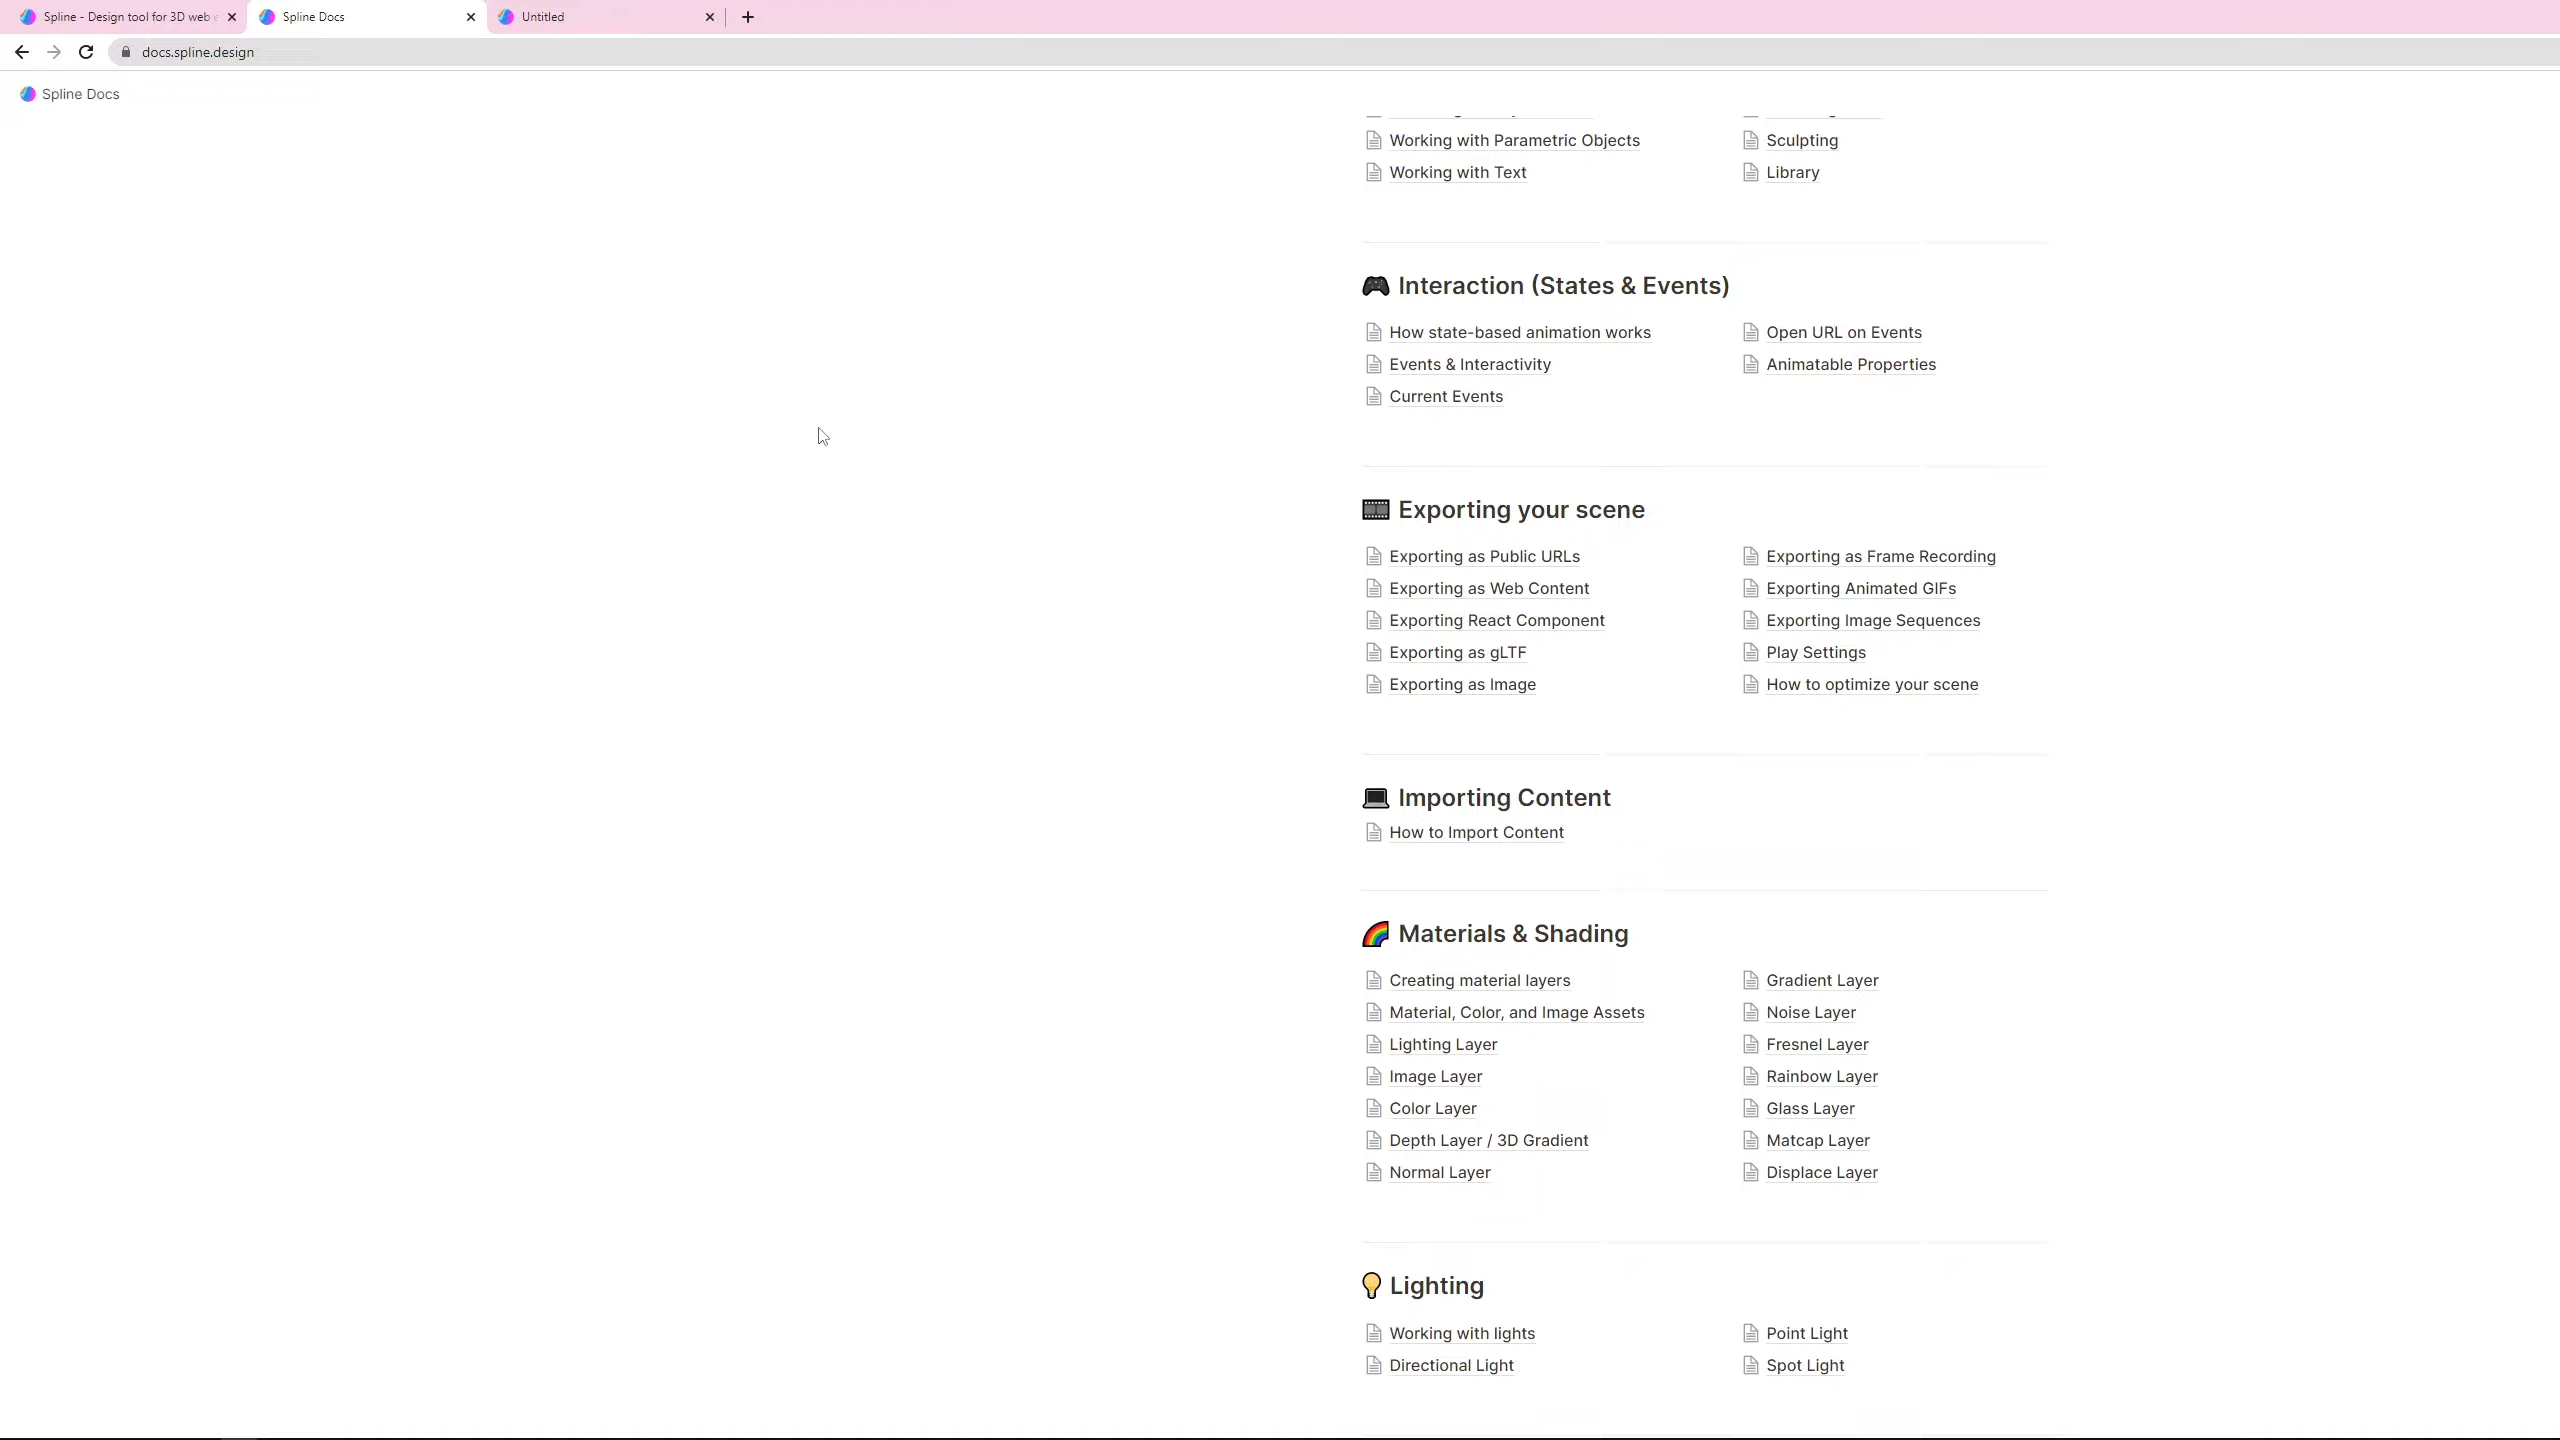 Spline - Design tool for 3D web
Spline Docs
Untitled
docs.spline.design
Spline Docs
Working with Parametric Objects
Sculpting
Working with Text
Library
Interaction (States & Events)
How state-based animation works
Open URL on Events
Events & Interactivity
Animatable Properties
Current Events
Exporting your scene
Exporting as Public URLs
Exporting as Frame Recording
Exporting as Web Content
Exporting Animated GIFs
Exporting React Component
Exporting Image Sequences
Exporting as gLTF
Play Settings
Exporting as Image
How to optimize your scene
Importing Content
How to Import Content
Materials & Shading
Creating material layers
Gradient Layer
Material, Color, and Image Assets
Noise Layer
Lighting Layer
Fresnel Layer
Image Layer
Rainbow Layer
Color Layer
Glass Layer
Depth Layer / 3D Gradient
Matcap Layer
Normal Layer
Displace Layer
Lighting
Working with lights
Point Light
Directional Light
Spot Light